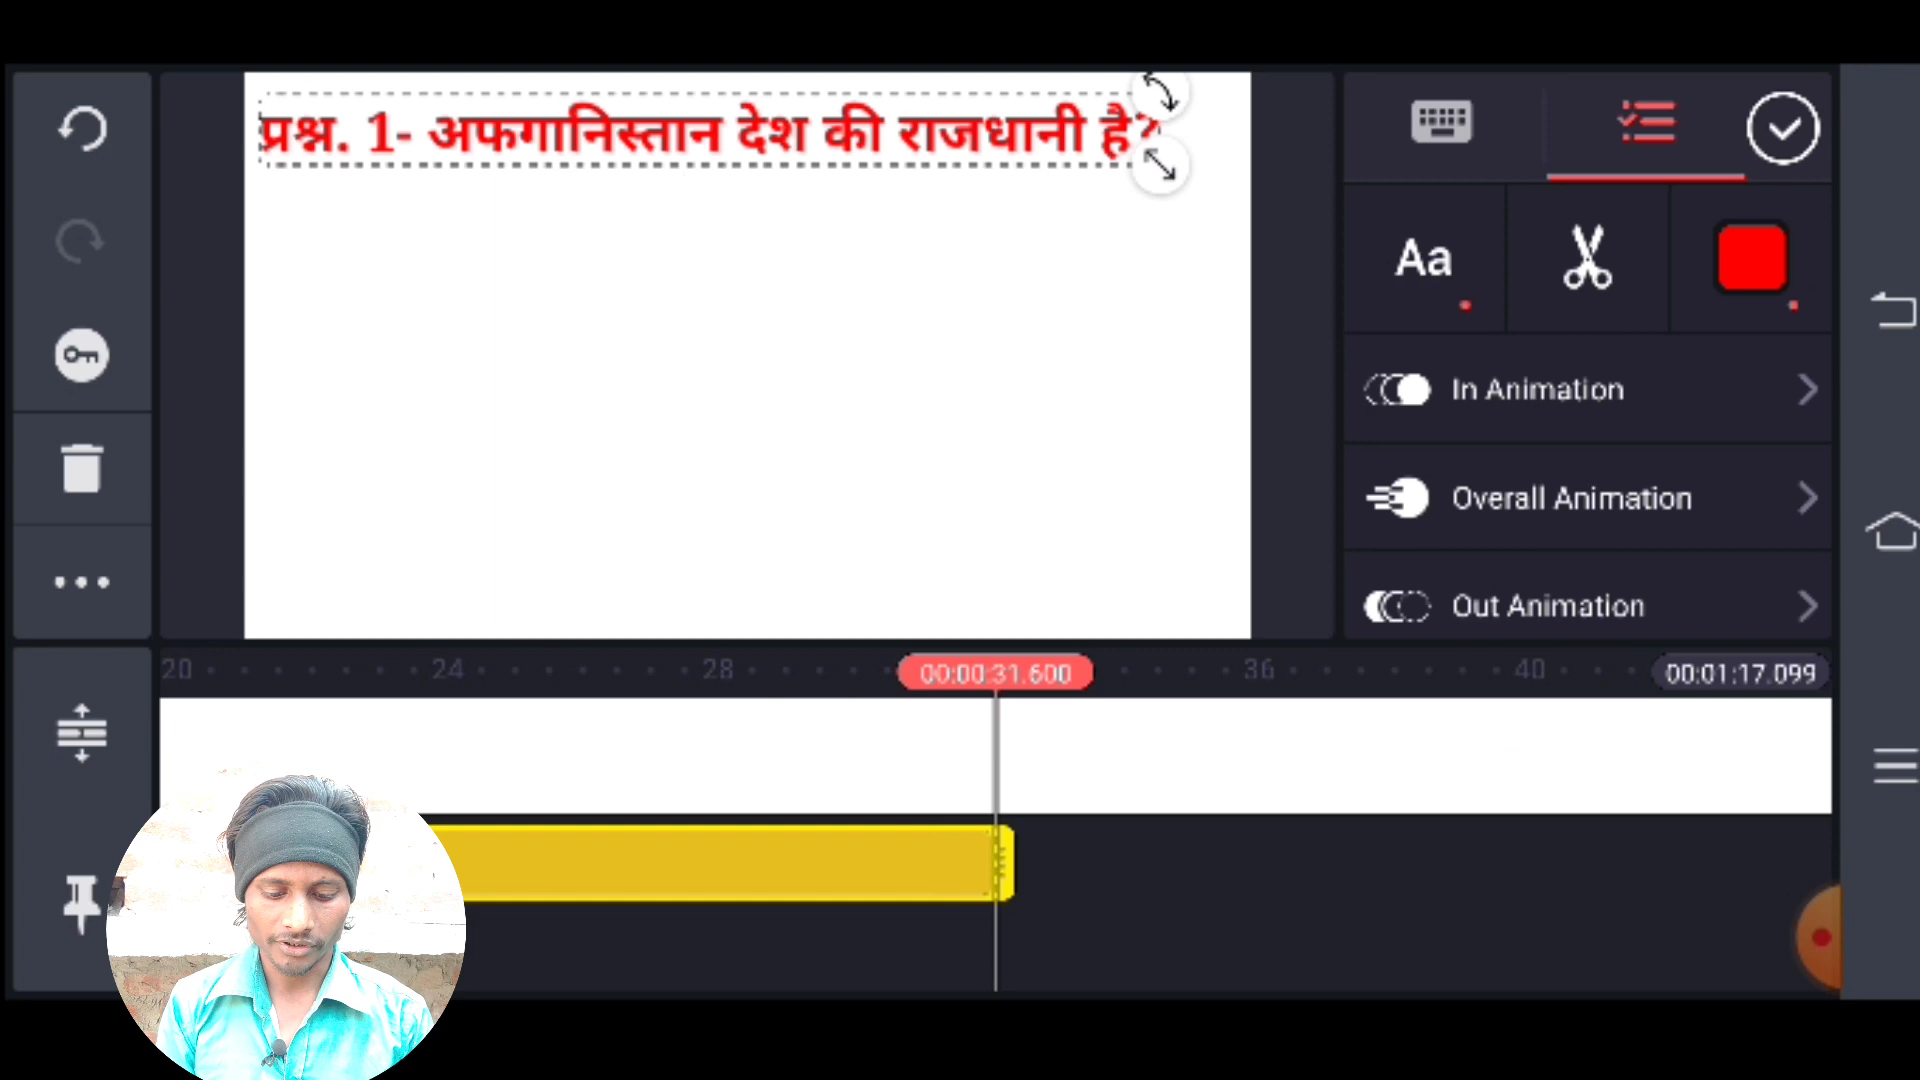 प्रश्न. 1- अफगानिस्तान देश की राजधानी है?
Aa
In Animation
Overall Animation
Out Animation
20
24
28
00:00:31.600
36
40
00:01:17.099